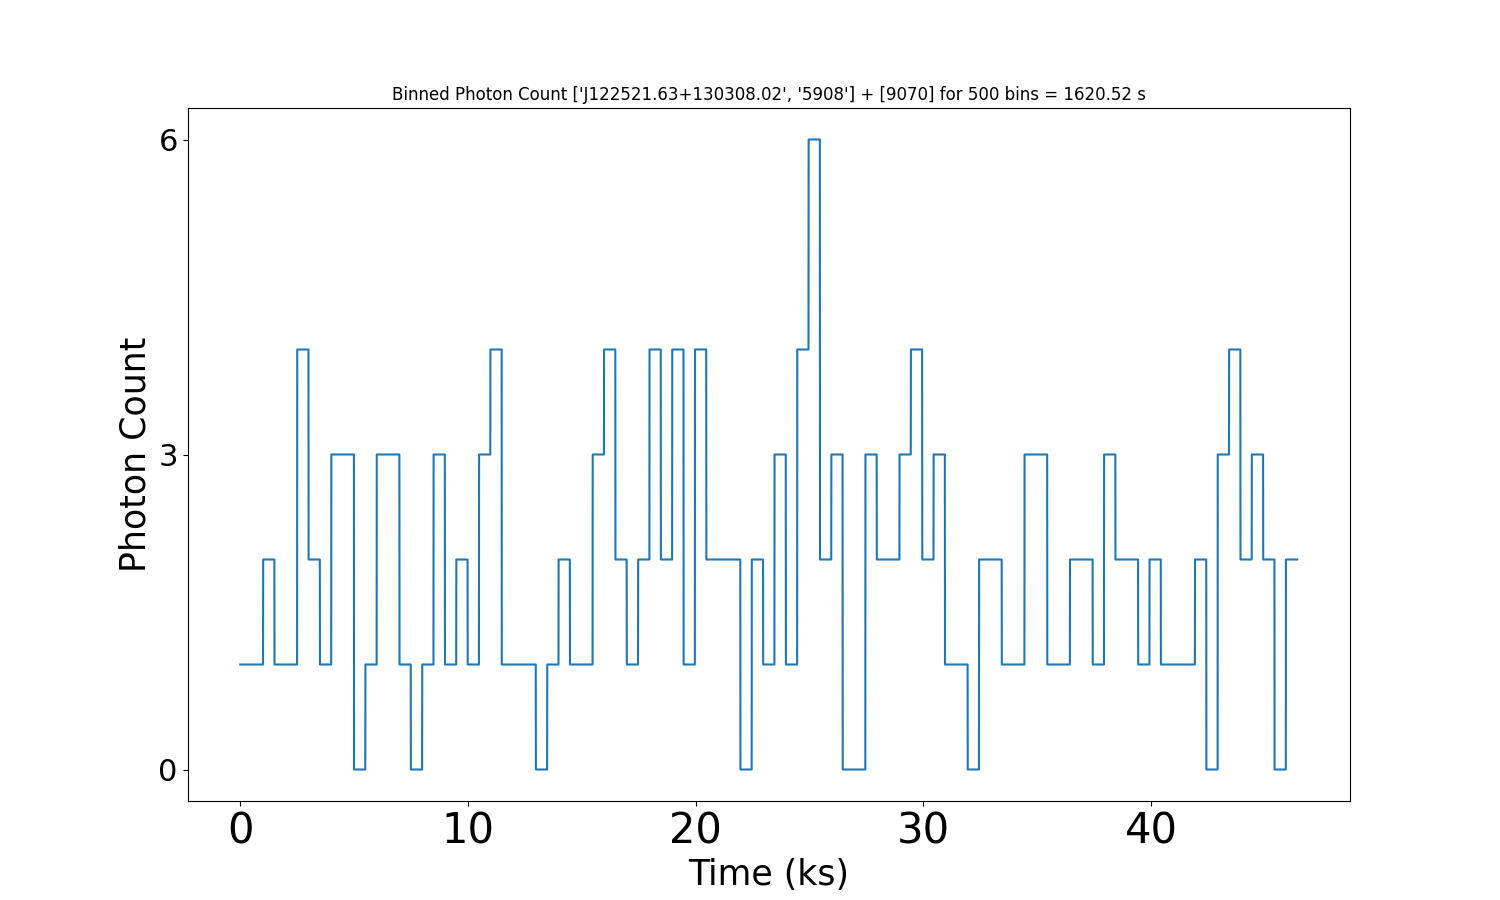 Binned Photon Count ['J122521.63+130308.02', '5908'] + [9070] for 500 bins = 1620.52 s
Photon Count
6
3
0
0 10 20 30 40
Time (ks)